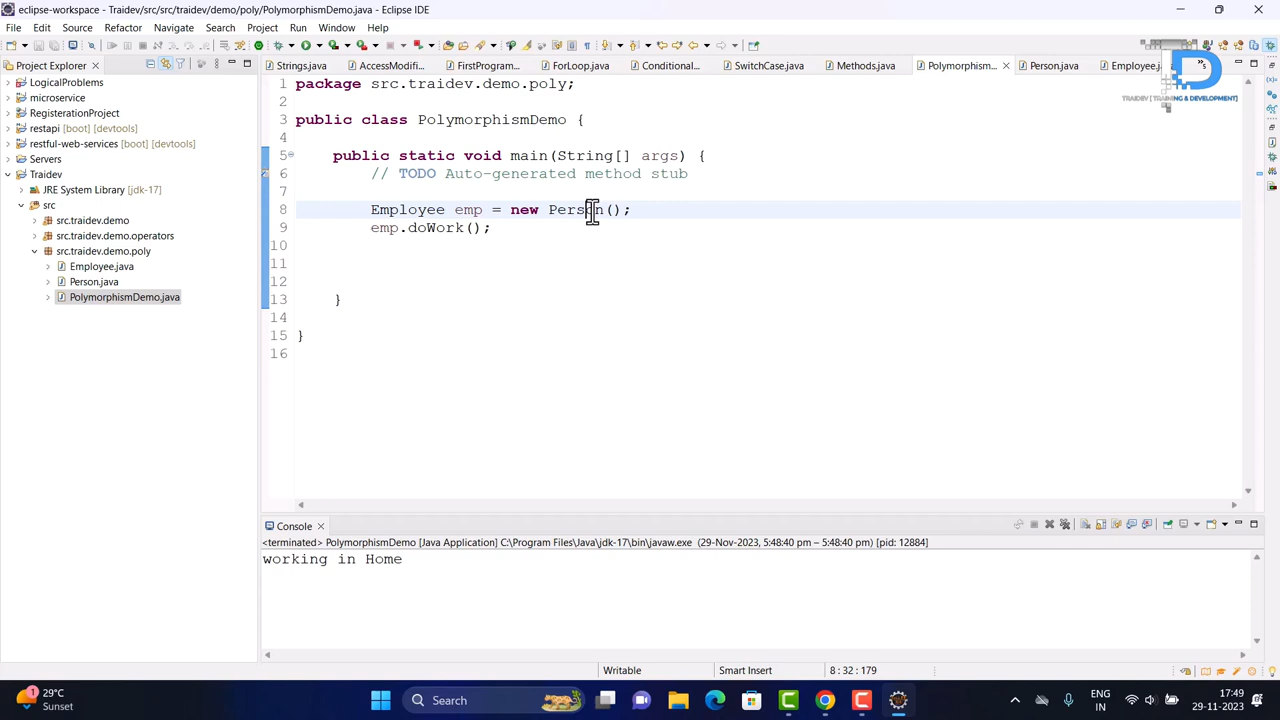 eclipse-workspace - Traidev/src/src/traidev/demo/poly/PolymorphismDemo.java - Eclipse IDE
File Edit Source Refactor Navigate Search Project Run Window Help
Project Explorer
Strings.java AccessModifi... FirstProgram... ForLoop.java Conditional... SwitchCase.java Methods.java Polymorphism... Person.java Employee.j
TRAIDEV [ TRAINING & DEVELOPMENT]
LogicalProblems
microservice
RegisterationProject
restapi [boot] [devtools]
restful-web-services [boot] [devtools]
Servers
Traidev
JRE System Library [jdk-17]
src
src.traidev.demo
src.traidev.demo.operators
src.traidev.demo.poly
Employee.java
Person.java
PolymorphismDemo.java
1 package src.traidev.demo.poly;
2
3 public class PolymorphismDemo {
4
5 public static void main(String[] args) {
6 // TODO Auto-generated method stub
7
8 Employee emp = new Person();
9 emp.doWork();
10
11
12
13 }
14
15 }
16
Console
<terminated> PolymorphismDemo [Java Application] C:\Program Files\Java\jdk-17\bin\javaw.exe (29-Nov-2023, 5:48:40 pm – 5:48:40 pm) [pid: 12884]
working in Home
Writable Smart Insert 8 : 32 : 179
1
29°C
Sunset
Search
ENG
IN
17:49
29-11-2023